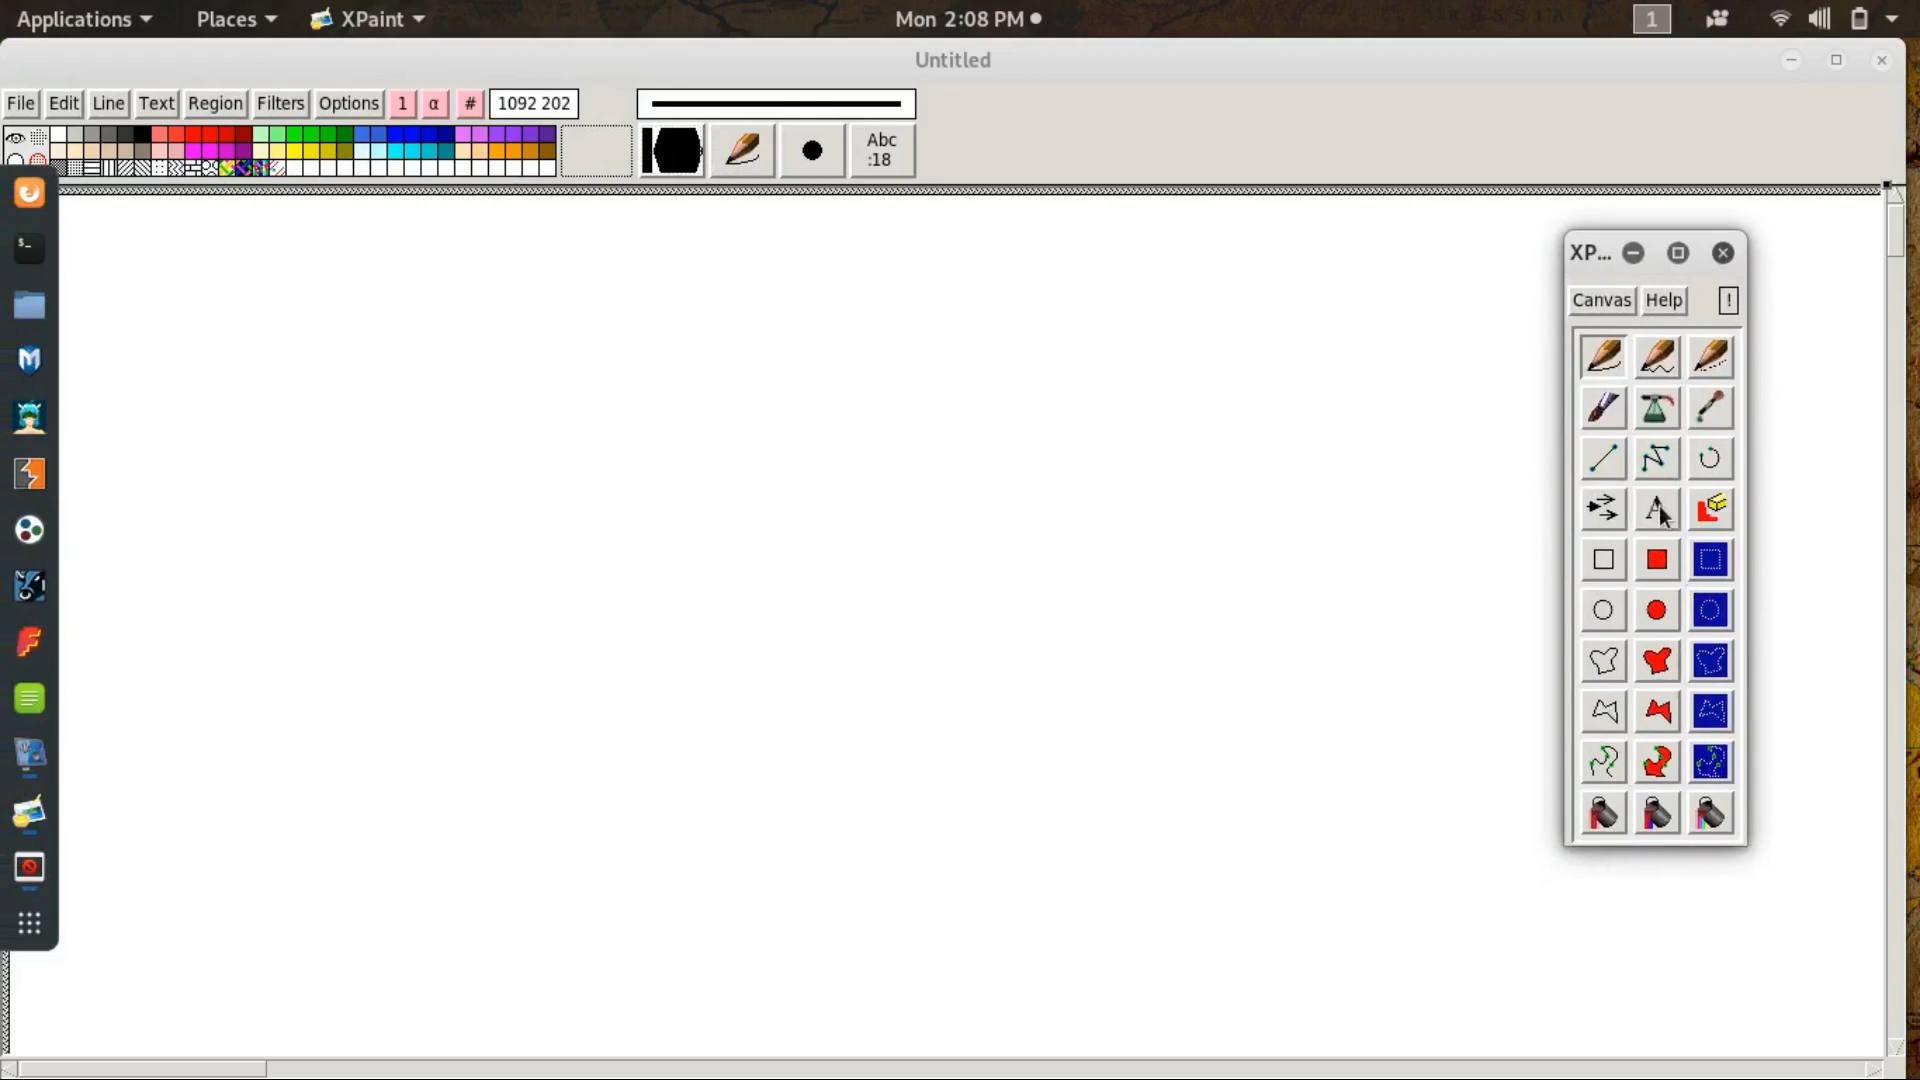 Applications Places XPaint Mon 2:08 PM 1
Untitled
File Edit Line Text Region Filters Options 1 α # 1092 202
Abc
:18
XP...
Canvas Help !